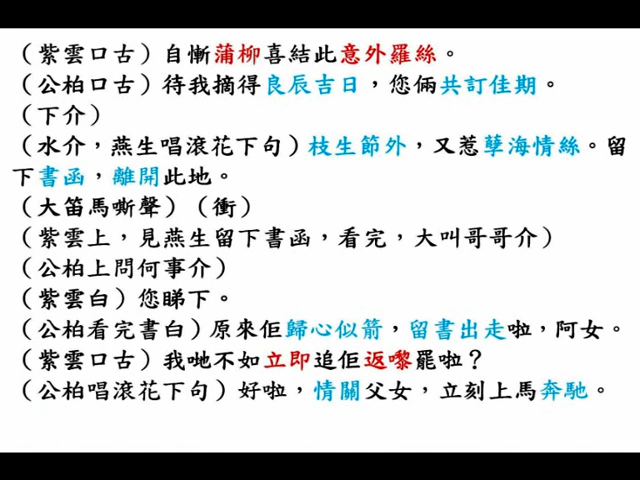 （紫雲口古）自慚蒲柳喜結此意外羅絲。
（公柏口古）待我摘得良辰吉日，您倆共訂佳期。
（下介）
（水介，燕生唱滾花下句）枝生節外，又惹孽海情絲。留
下書函，離開此地。
（大笛馬嘶聲）（衝）
（紫雲上，見燕生留下書函，看完，大叫哥哥介）
（公柏上問何事介）
（紫雲白）您睇下。
（公柏看完書白）原來佢歸心似箭，留書出走啦，阿女。
（紫雲口古）我哋不如立即追佢返嚟罷啦？
（公柏唱滾花下句）好啦，情關父女，立刻上馬奔馳。